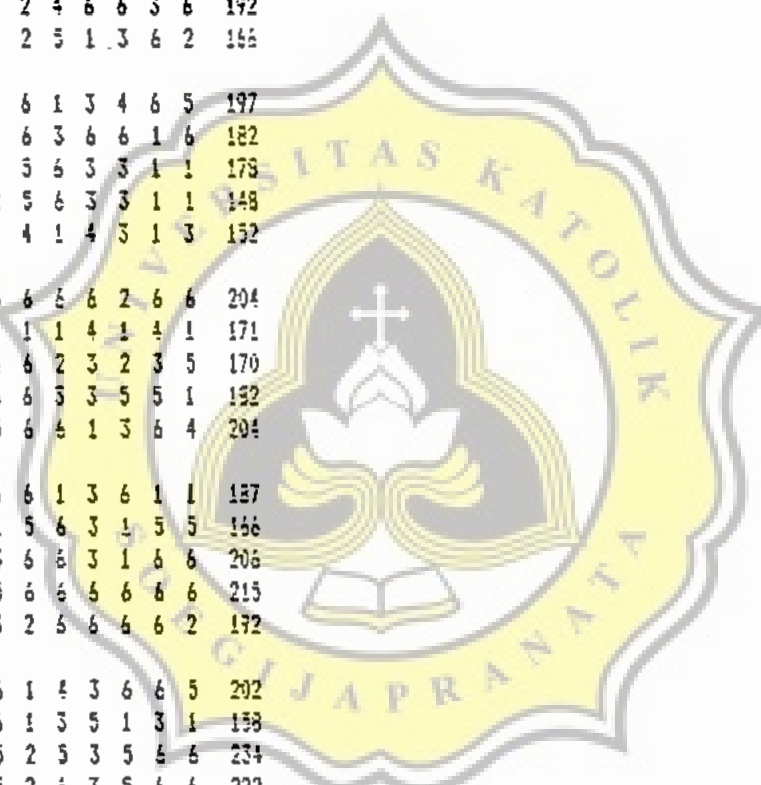 2 4 6 6 3 6 192
2 5 1 3 6 2 166
6 1 3 4 6 5 197
6 3 6 6 1 6 182
5 6 3 3 1 1 178
5 6 3 3 1 1 148
4 1 4 3 1 3 152
6 6 6 2 6 6 204
1 1 4 1 4 1 171
6 2 3 2 3 5 170
6 3 3 5 5 1
6 6 1 3 6 4 204
6 1 3 6 1 1 187
5 6 3 1 5 5 166
6 6 3 1 6 6 206
6 6 6 6 6 6 215
2 6 6 6 6 2
1 4 3 6 6 5 202
1 3 5 1 3 1
2 5 3 5 6 6 234
UNIVERSITAS KATOLIK
SOEGIJAPRANATA